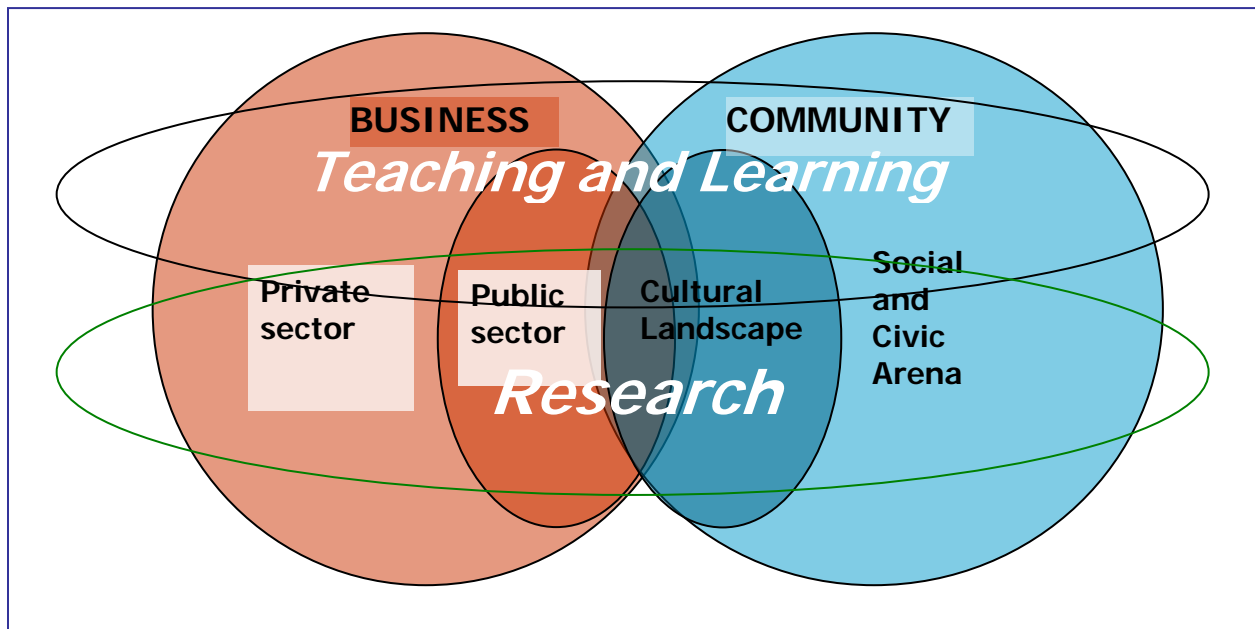 BUSINESS
COMMUNITY
Teaching and Learning
Private
sector
Public
sector
Cultural
Landscape
Social
and
Civic
Arena
Research